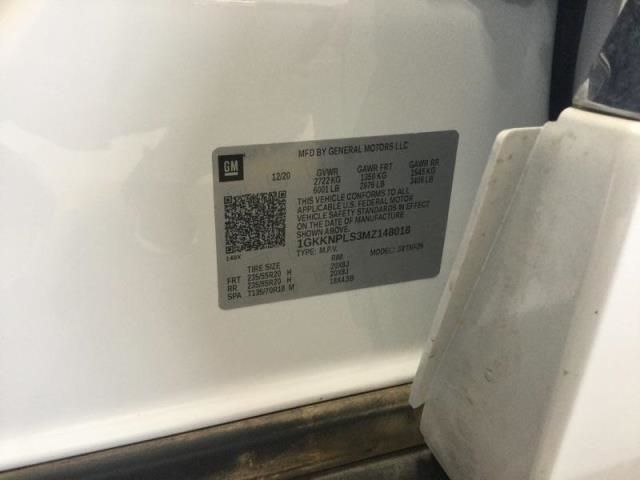 GM
MFD BY GENERAL MOTORS LLC
12/20 GVWR GAWR FRT GAWR RR
2722 KG 1350 KG 1545 KG
6001 LB 2976 LB 3406 LB
THIS VEHICLE CONFORMS TO ALL
APPLICABLE U.S. FEDERAL MOTOR
VEHICLE SAFETY STANDARDS IN
EFFECT ON THE DATE OF
MANUFACTURE SHOWN ABOVE.
1GKKNPLS3MZ148018
TYPE: M.P.V. MODEL:
TIRE SIZE RIM
FRT 235/55R20 H 20X8J
RR 235/55R20 H 20X8J
SPA T135/70R18 M 18X4.5B